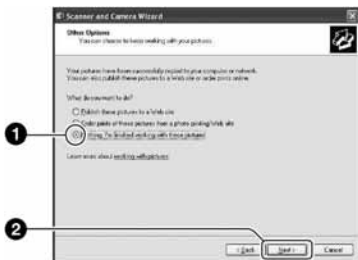 Scanner and Camera Wizard
Other Options
You can choose to keep working with your pictures.
Your pictures have been successfully copied to your computer or network.
You can also publish these pictures to a Web site or order prints online.
What do you want to do?
Publish these pictures to a Web site
1
Order prints of these pictures from a photo printing Web site
Nothing. I'm finished working with these pictures
Learn more about working with pictures.
2
< Back
Next >
Cancel